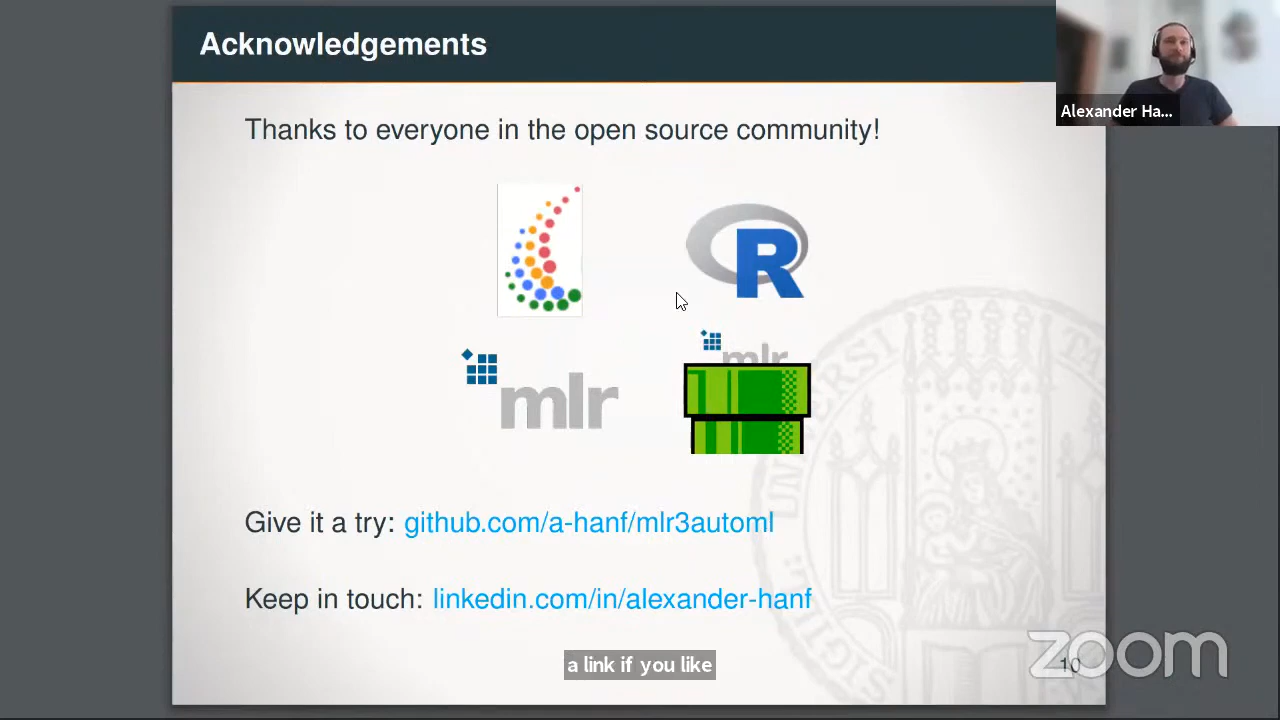 Acknowledgements
Alexander Ha...
Thanks to everyone in the open source community!
R
mlr
mlr
Give it a try: github.com/a-hanf/mlr3automl
Keep in touch: linkedin.com/in/alexander-hanf
a link if you like
10
zoom